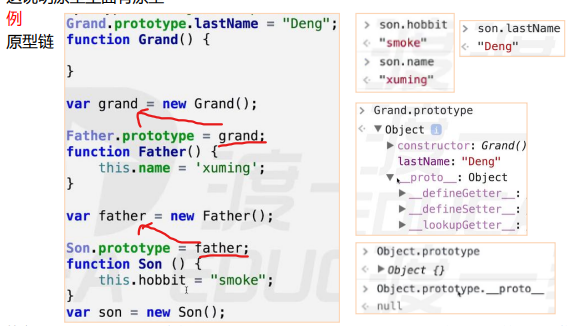 例
原型链
Grand.prototype.lastName = "Deng";
function Grand() {
}
var grand = new Grand();
Father.prototype = grand;
function Father() {
this.name = 'xuming';
}
var father = new Father();
Son.prototype = father;
function Son () {
this.hobbit = "smoke";
}
var son = new Son();
> son.hobbit
< "smoke"
> son.name
< "xuming"
> son.lastName
< "Deng"
> Grand.prototype
< ▼ Object i
▶ constructor: Grand()
lastName: "Deng"
▼ __proto__: Object
▶ __defineGetter__:
▶ __defineSetter__:
▶ __lookupGetter__:
> Object.prototype
< ▶ Object {}
> Object.prototype.__proto__
< null